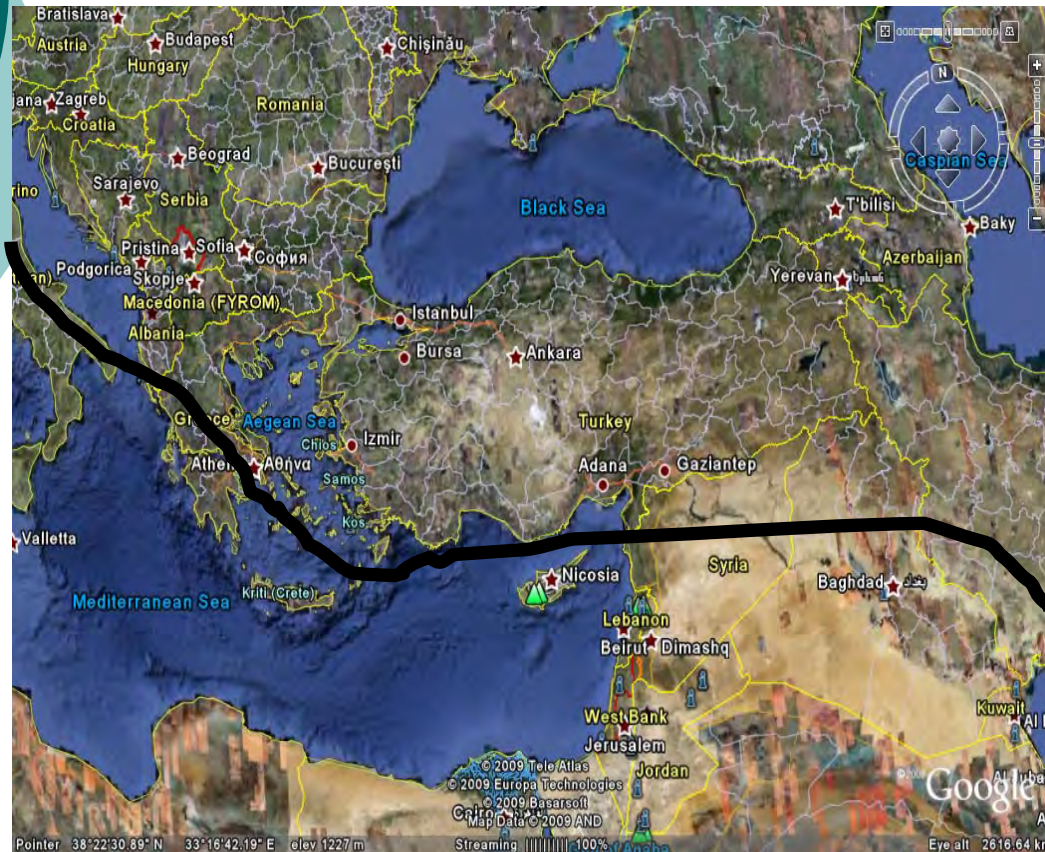 Bratislava
Austria
Budapest
Hungary
Chişinău
Zagreb
Croatia
Romania
Beograd
Bucureşti
Sarajevo
Serbia
Black Sea
Caspian Sea
N
T'bilisi
Baky
Pristina
Sofia
София
Podgorica
Skopje
Azerbaijan
Yerevan
Երևան
Macedonia (FYROM)
Albania
Istanbul
Bursa
Ankara
Greece
Aegean Sea
Chios
Izmir
Turkey
Αθήνα
Samos
Adana
Gaziantep
Kos
Valletta
Syria
Nicosia
Baghdad
بغداد
Mediterranean Sea
Kriti (Crete)
Lebanon
Beirut
Dimashq
West Bank
Kuwait
Jerusalem
Jordan
© 2009 Tele Atlas
© 2009 Europa Technologies
© 2009 Basarsoft
Map Data © 2009 AND
Google
Pointer 38°22'30.89" N 33°16'42.19" E elev 1227 m
Streaming |||||||||| 100%
Eye alt 2616.64 km